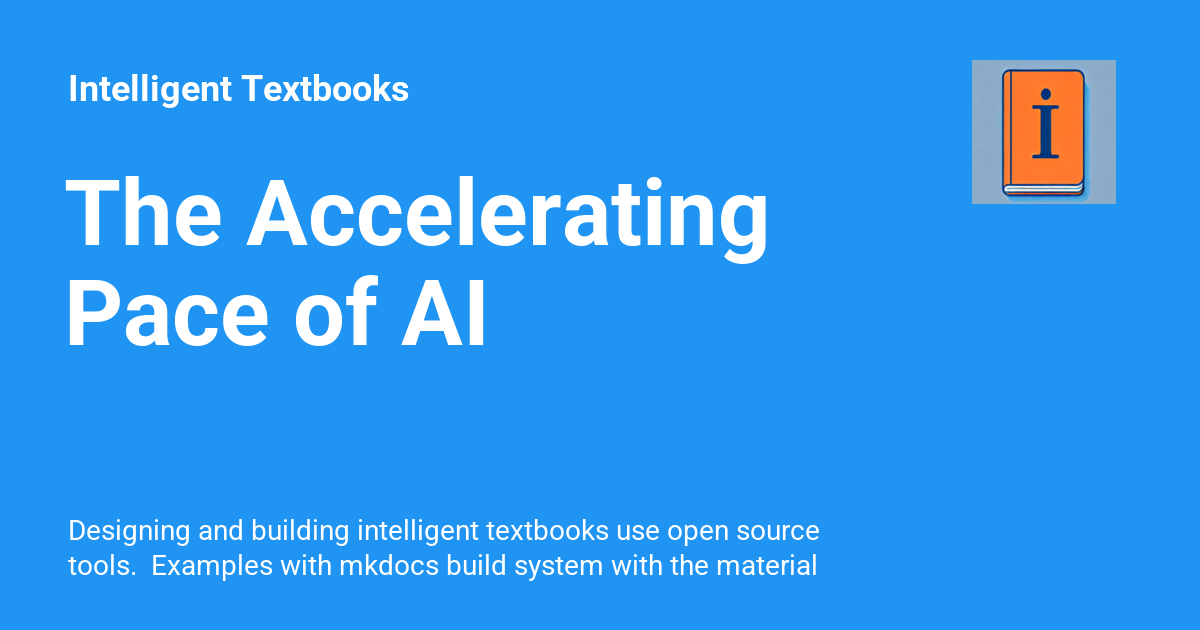 Intelligent Textbooks
i
The Accelerating
Pace of AI
Designing and building intelligent textbooks use open source
tools.  Examples with mkdocs build system with the material